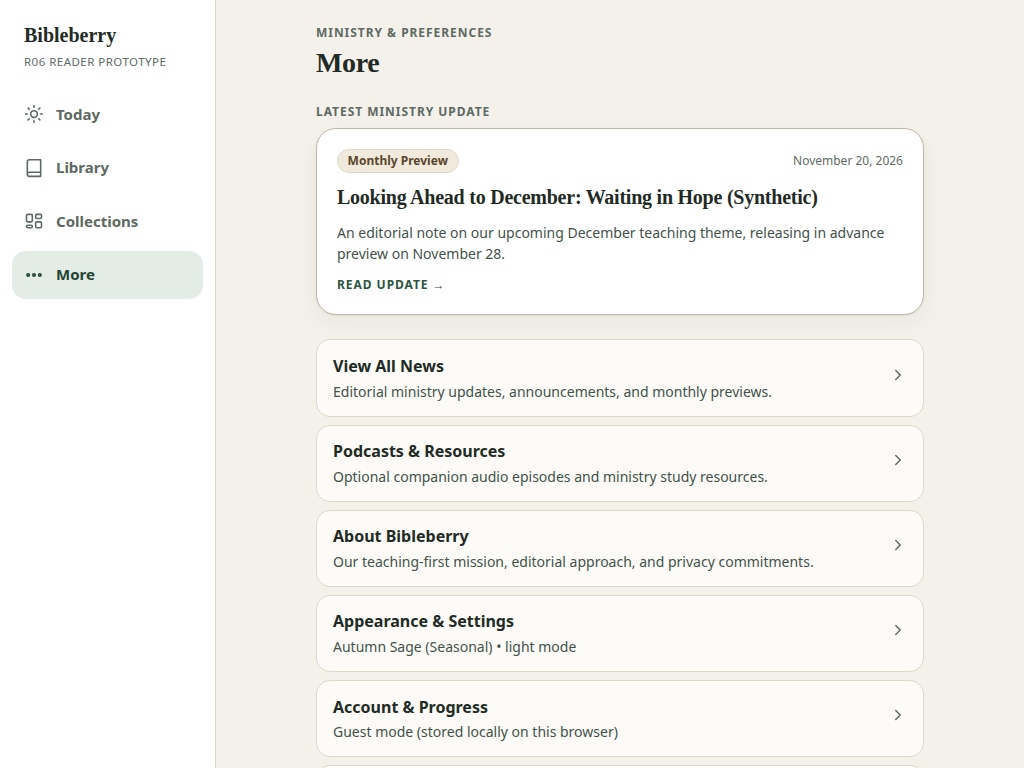 Bibleberry
R06 READER PROTOTYPE
Today
Library
Collections
More
MINISTRY & PREFERENCES
More
LATEST MINISTRY UPDATE
Monthly Preview
November 20, 2026
Looking Ahead to December: Waiting in Hope (Synthetic)
An editorial note on our upcoming December teaching theme, releasing in advance
preview on November 28.
READ UPDATE →
View All News
Editorial ministry updates, announcements, and monthly previews.
Podcasts & Resources
Optional companion audio episodes and ministry study resources.
About Bibleberry
Our teaching-first mission, editorial approach, and privacy commitments.
Appearance & Settings
Autumn Sage (Seasonal) • light mode
Account & Progress
Guest mode (stored locally on this browser)